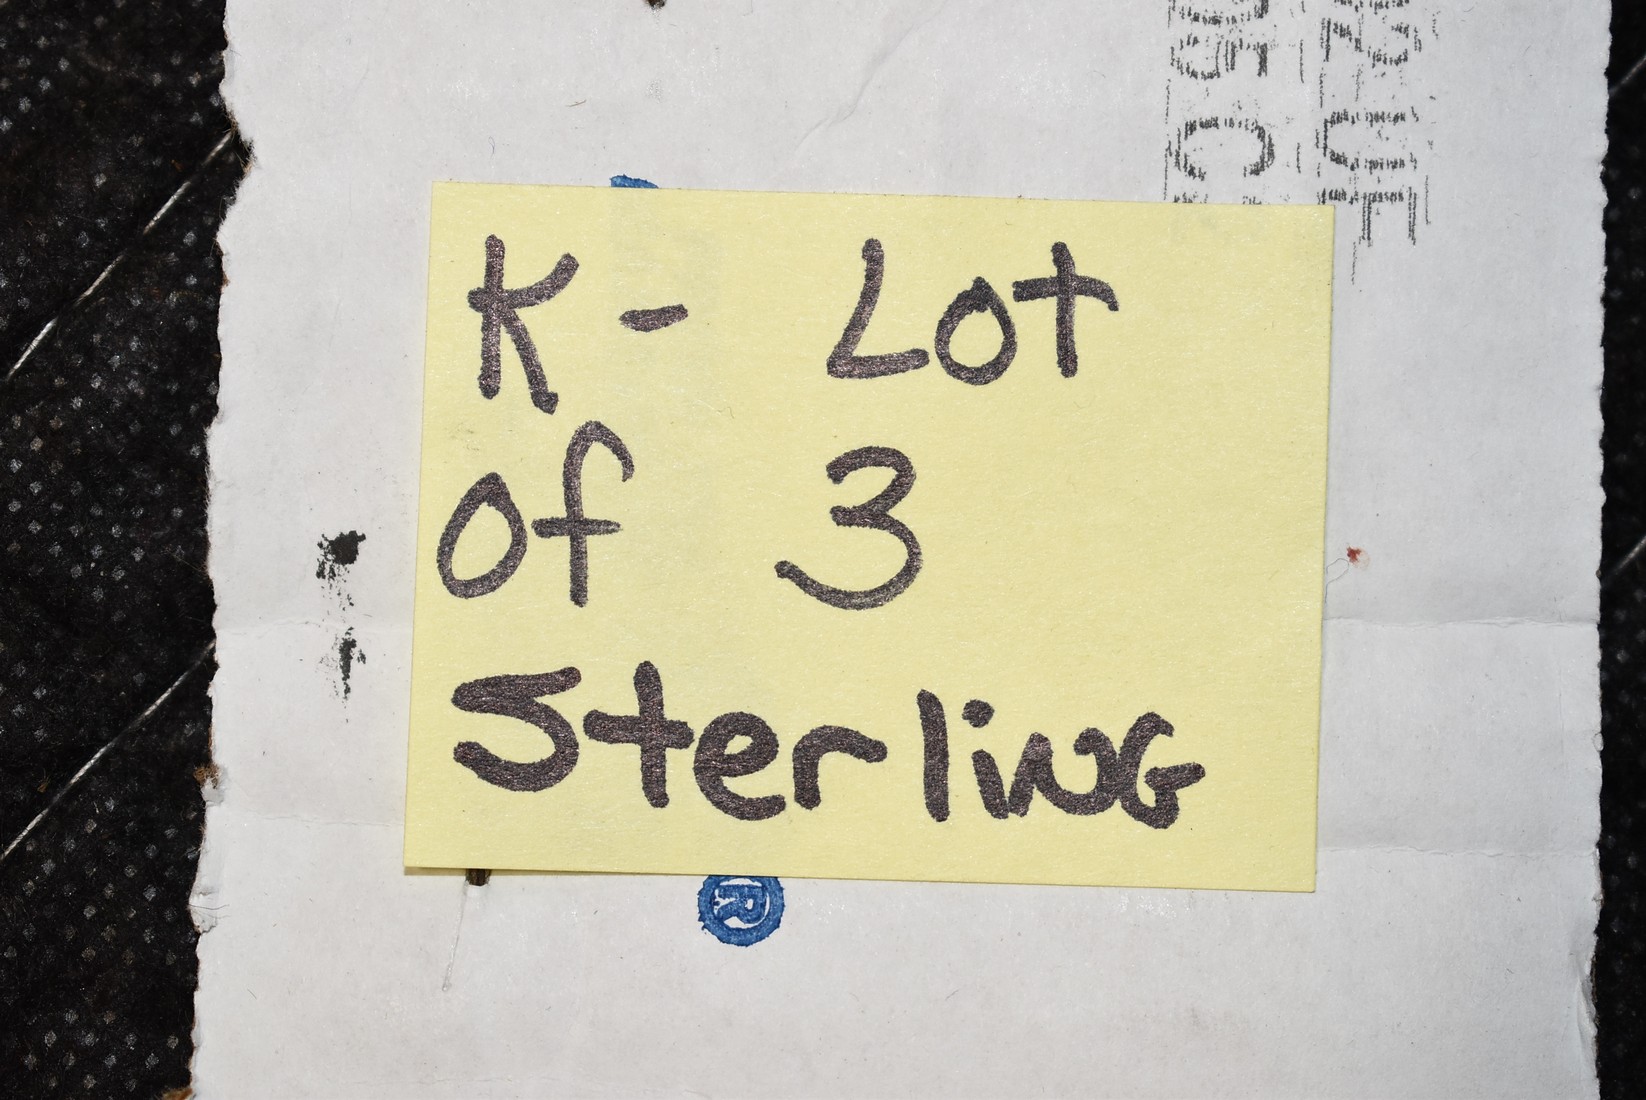 K- Lot
of 3
Sterling
®